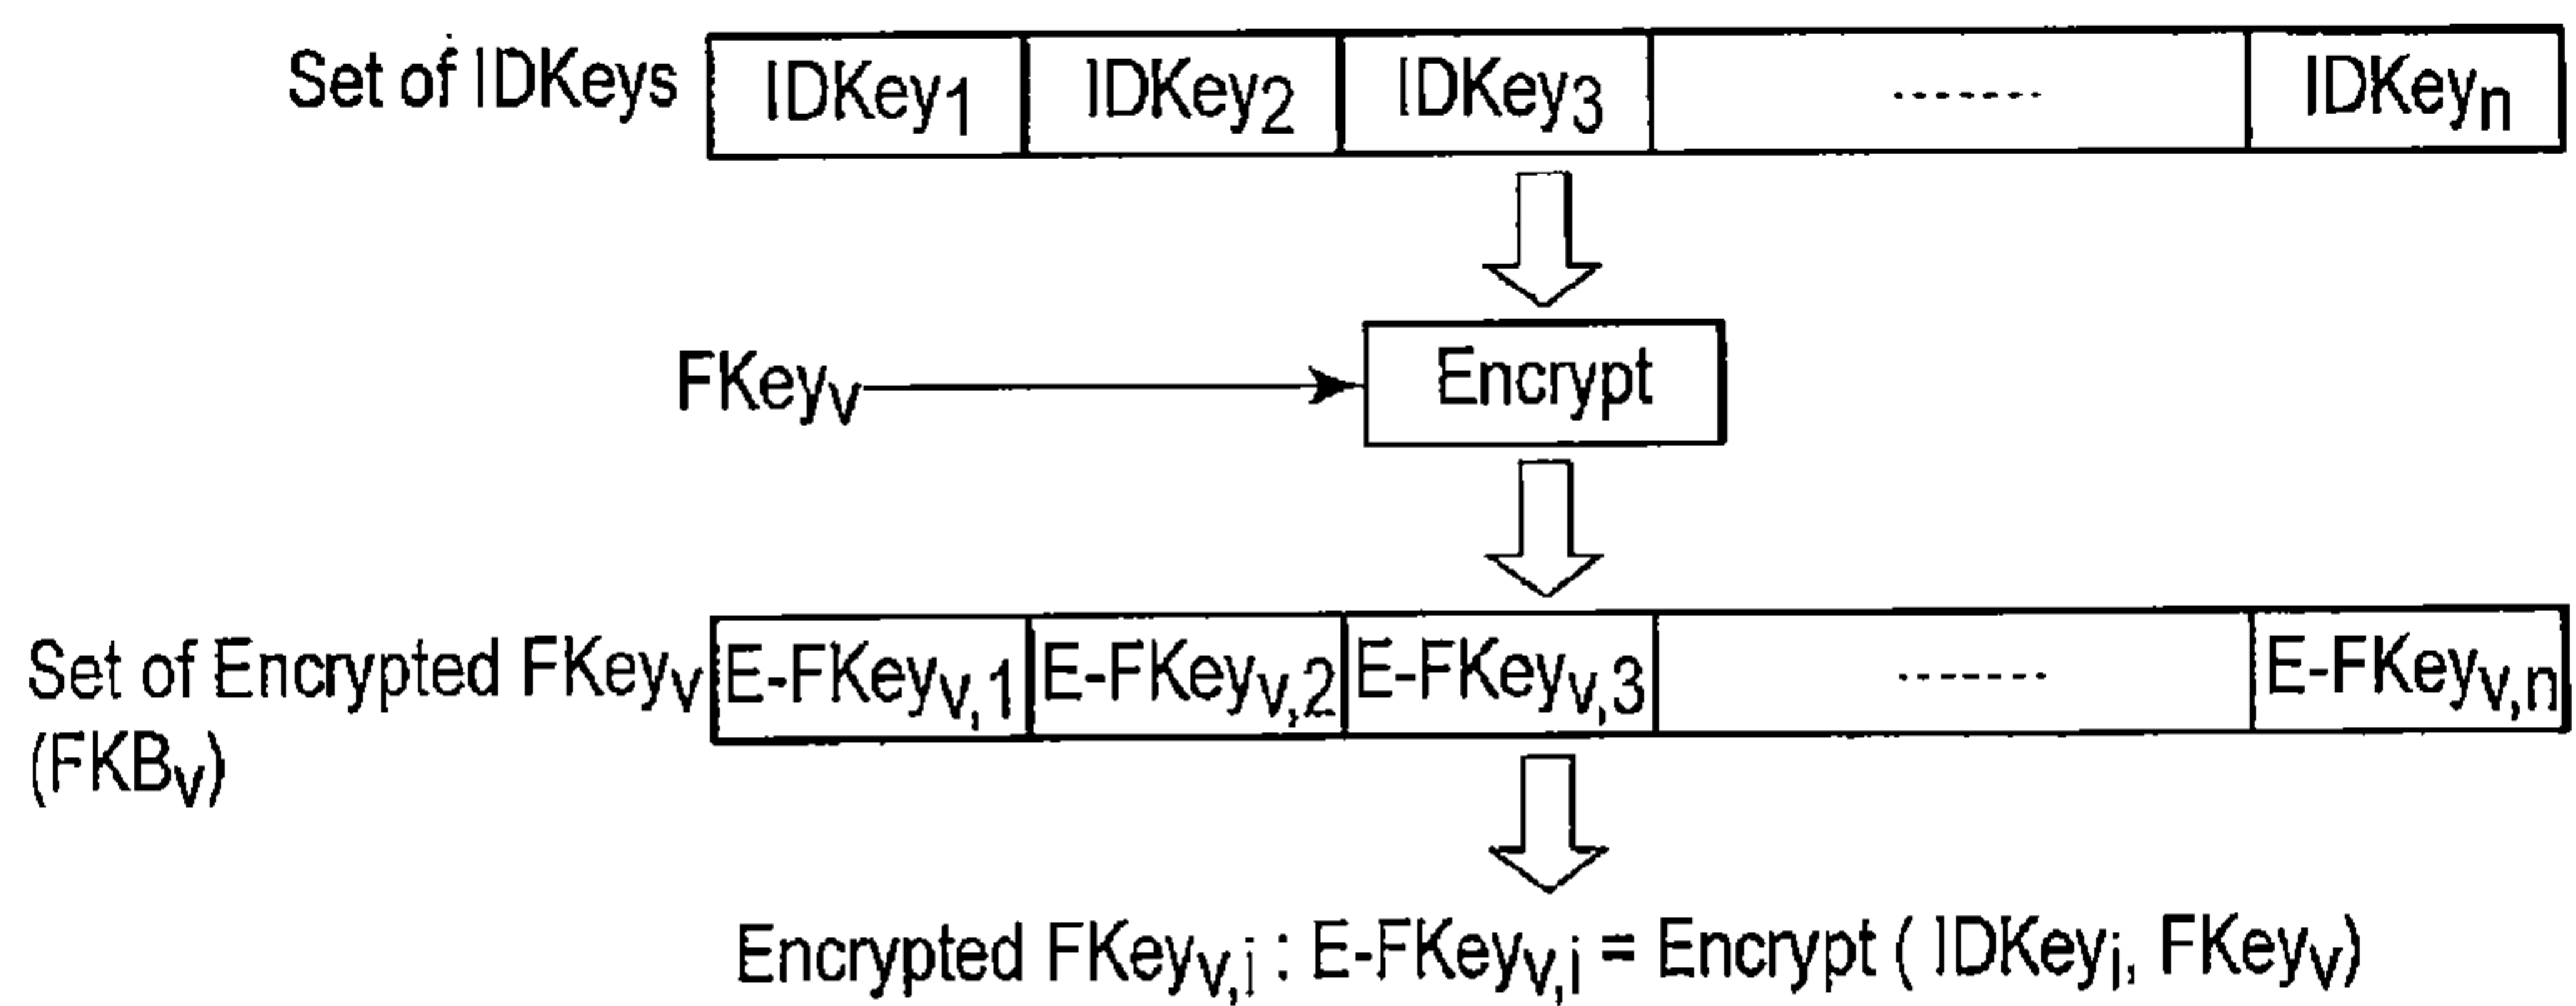 Set of IDKeys IDKey1 IDKey2 IDKey3 ------- IDKeyn
FKeyv Encrypt
Set of Encrypted FKeyv E-FKeyv,1 E-FKeyv,2 E-FKeyv,3 ------- E-FKeyv,n
(FKBv)
Encrypted FKeyv,i : E-FKeyv,i = Encrypt ( IDKeyi, FKeyv)